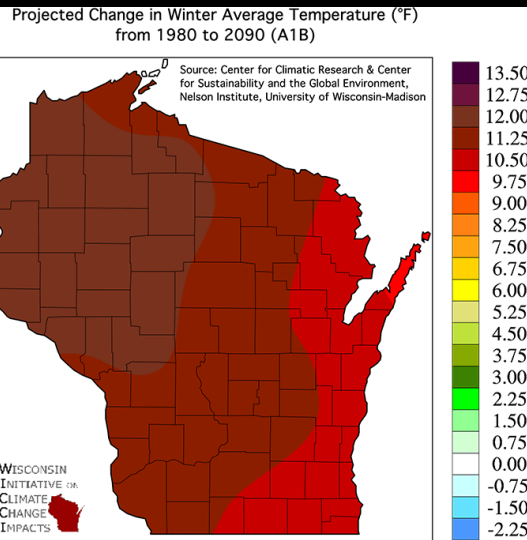 Projected Change in Winter Average Temperature (°F)
from 1980 to 2090 (A1B)
Source: Center for Climatic Research & Center
for Sustainability and the Global Environment,
Nelson Institute, University of Wisconsin-Madison
13.50
12.75
12.00
11.25
10.50
9.75
9.00
8.25
7.50
6.75
6.00
5.25
4.50
3.75
3.00
2.25
1.50
0.75
0.00
-0.75
-1.50
-2.25
WISCONSIN
INITIATIVE ON
CLIMATE
CHANGE
IMPACTS